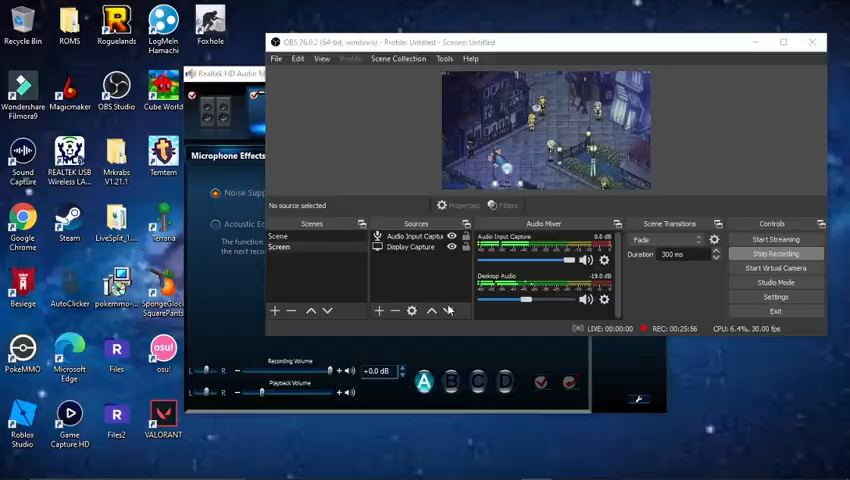 Recycle Bin
ROMS
Roguelands
LogMeIn Hamachi
Foxhole
Wondershare Filmora9
Magicmaker
OBS Studio
Cube World
Sound Capture
REALTEK USB Wireless LA...
Mrkrabs V1.21.1
Temtem
Google Chrome
Steam
LiveSplit_1....
Terraria
Besiege
AutoClicker
pokemmo-...
SpongeGlock SquarePants
PokeMMO
Microsoft Edge
Files
osu!
Roblox Studio
Game Capture HD
Files2
VALORANT
Realtek HD Audio M
Microphone Effects
Noise Supp
Acoustic Ec
The function
the next reco
Recording Volume
L R - + +0.0 dB
Playback Volume
L R - +
A B C D
OBS 26.0.2 (64-bit, windows) - Profile: Untitled - Scenes: Untitled
File Edit View Profile Scene Collection Tools Help
No source selected
Properties Filters
Scenes
Scene
Screen
Sources
Audio Input Captu
Display Capture
Audio Mixer
Audio Input Capture 0.0 dB
Desktop Audio -19.0 dB
Scene Transitions
Fade
Duration 300 ms
Controls
Start Streaming
Stop Recording
Start Virtual Camera
Studio Mode
Settings
Exit
LIVE: 00:00:00 REC: 00:25:56 CPU: 6.4%, 30.00 fps